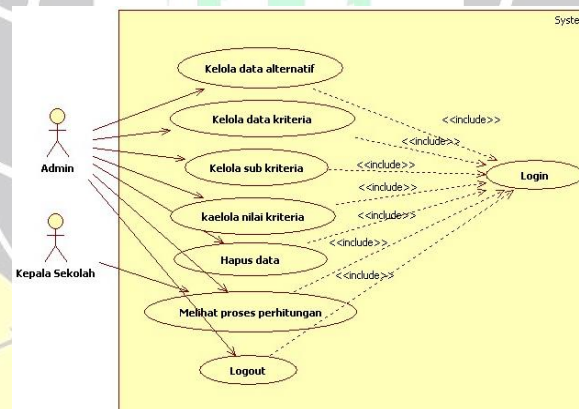 Syste
Kelola data alternatif
Kelola data kriteria
<<include>>
<<include>>
Admin
Kelola sub kriteria
<<include>>
Login
<<include>>
kaelola nilai kriteria
<<include>>
<<include>>
Hapus data
Kepala Sekolah
<<include>>
Melihat proses perhitungan
Logout